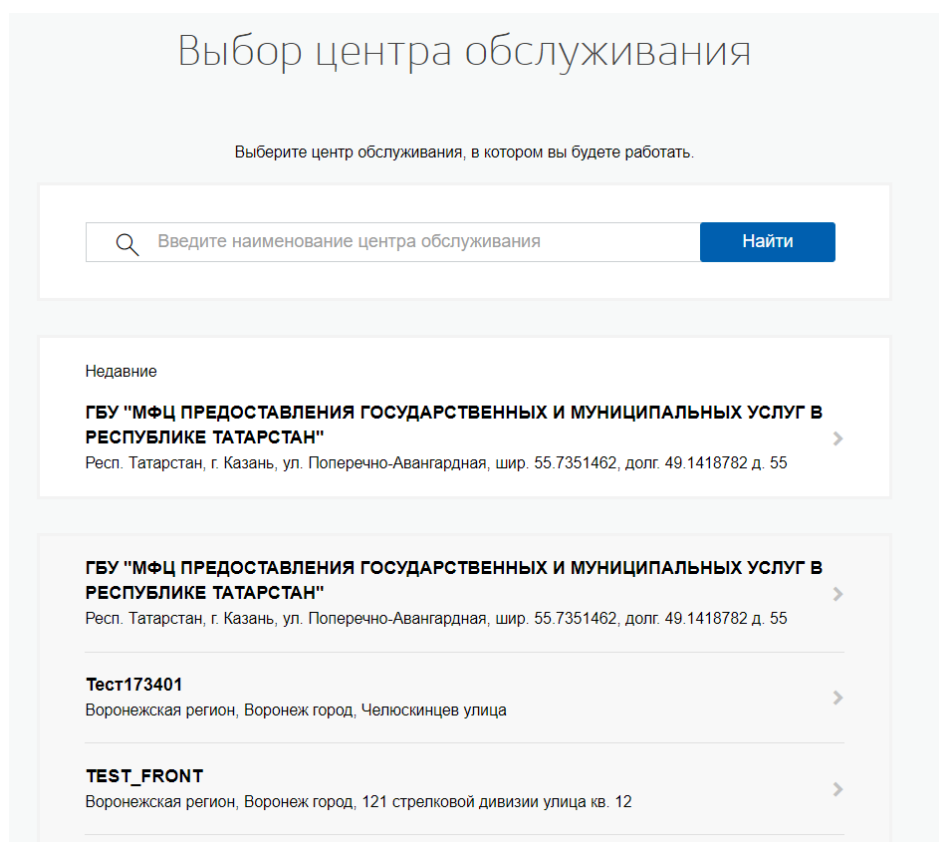 Выбор центра обслуживания
Выберите центр обслуживания, в котором вы будете работать.
Введите наименование центра обслуживания
Найти
Недавние
ГБУ "МФЦ ПРЕДОСТАВЛЕНИЯ ГОСУДАРСТВЕННЫХ И МУНИЦИПАЛЬНЫХ УСЛУГ В
РЕСПУБЛИКЕ ТАТАРСТАН"
Респ. Татарстан, г. Казань, ул. Поперечно-Авангардная, шир. 55.7351462, долг. 49.1418782 д. 55
ГБУ "МФЦ ПРЕДОСТАВЛЕНИЯ ГОСУДАРСТВЕННЫХ И МУНИЦИПАЛЬНЫХ УСЛУГ В
РЕСПУБЛИКЕ ТАТАРСТАН"
Респ. Татарстан, г. Казань, ул. Поперечно-Авангардная, шир. 55.7351462, долг. 49.1418782 д. 55
Тест173401
Воронежская регион, Воронеж город, Челюскинцев улица
TEST_FRONT
Воронежская регион, Воронеж город, 121 стрелковой дивизии улица кв. 12